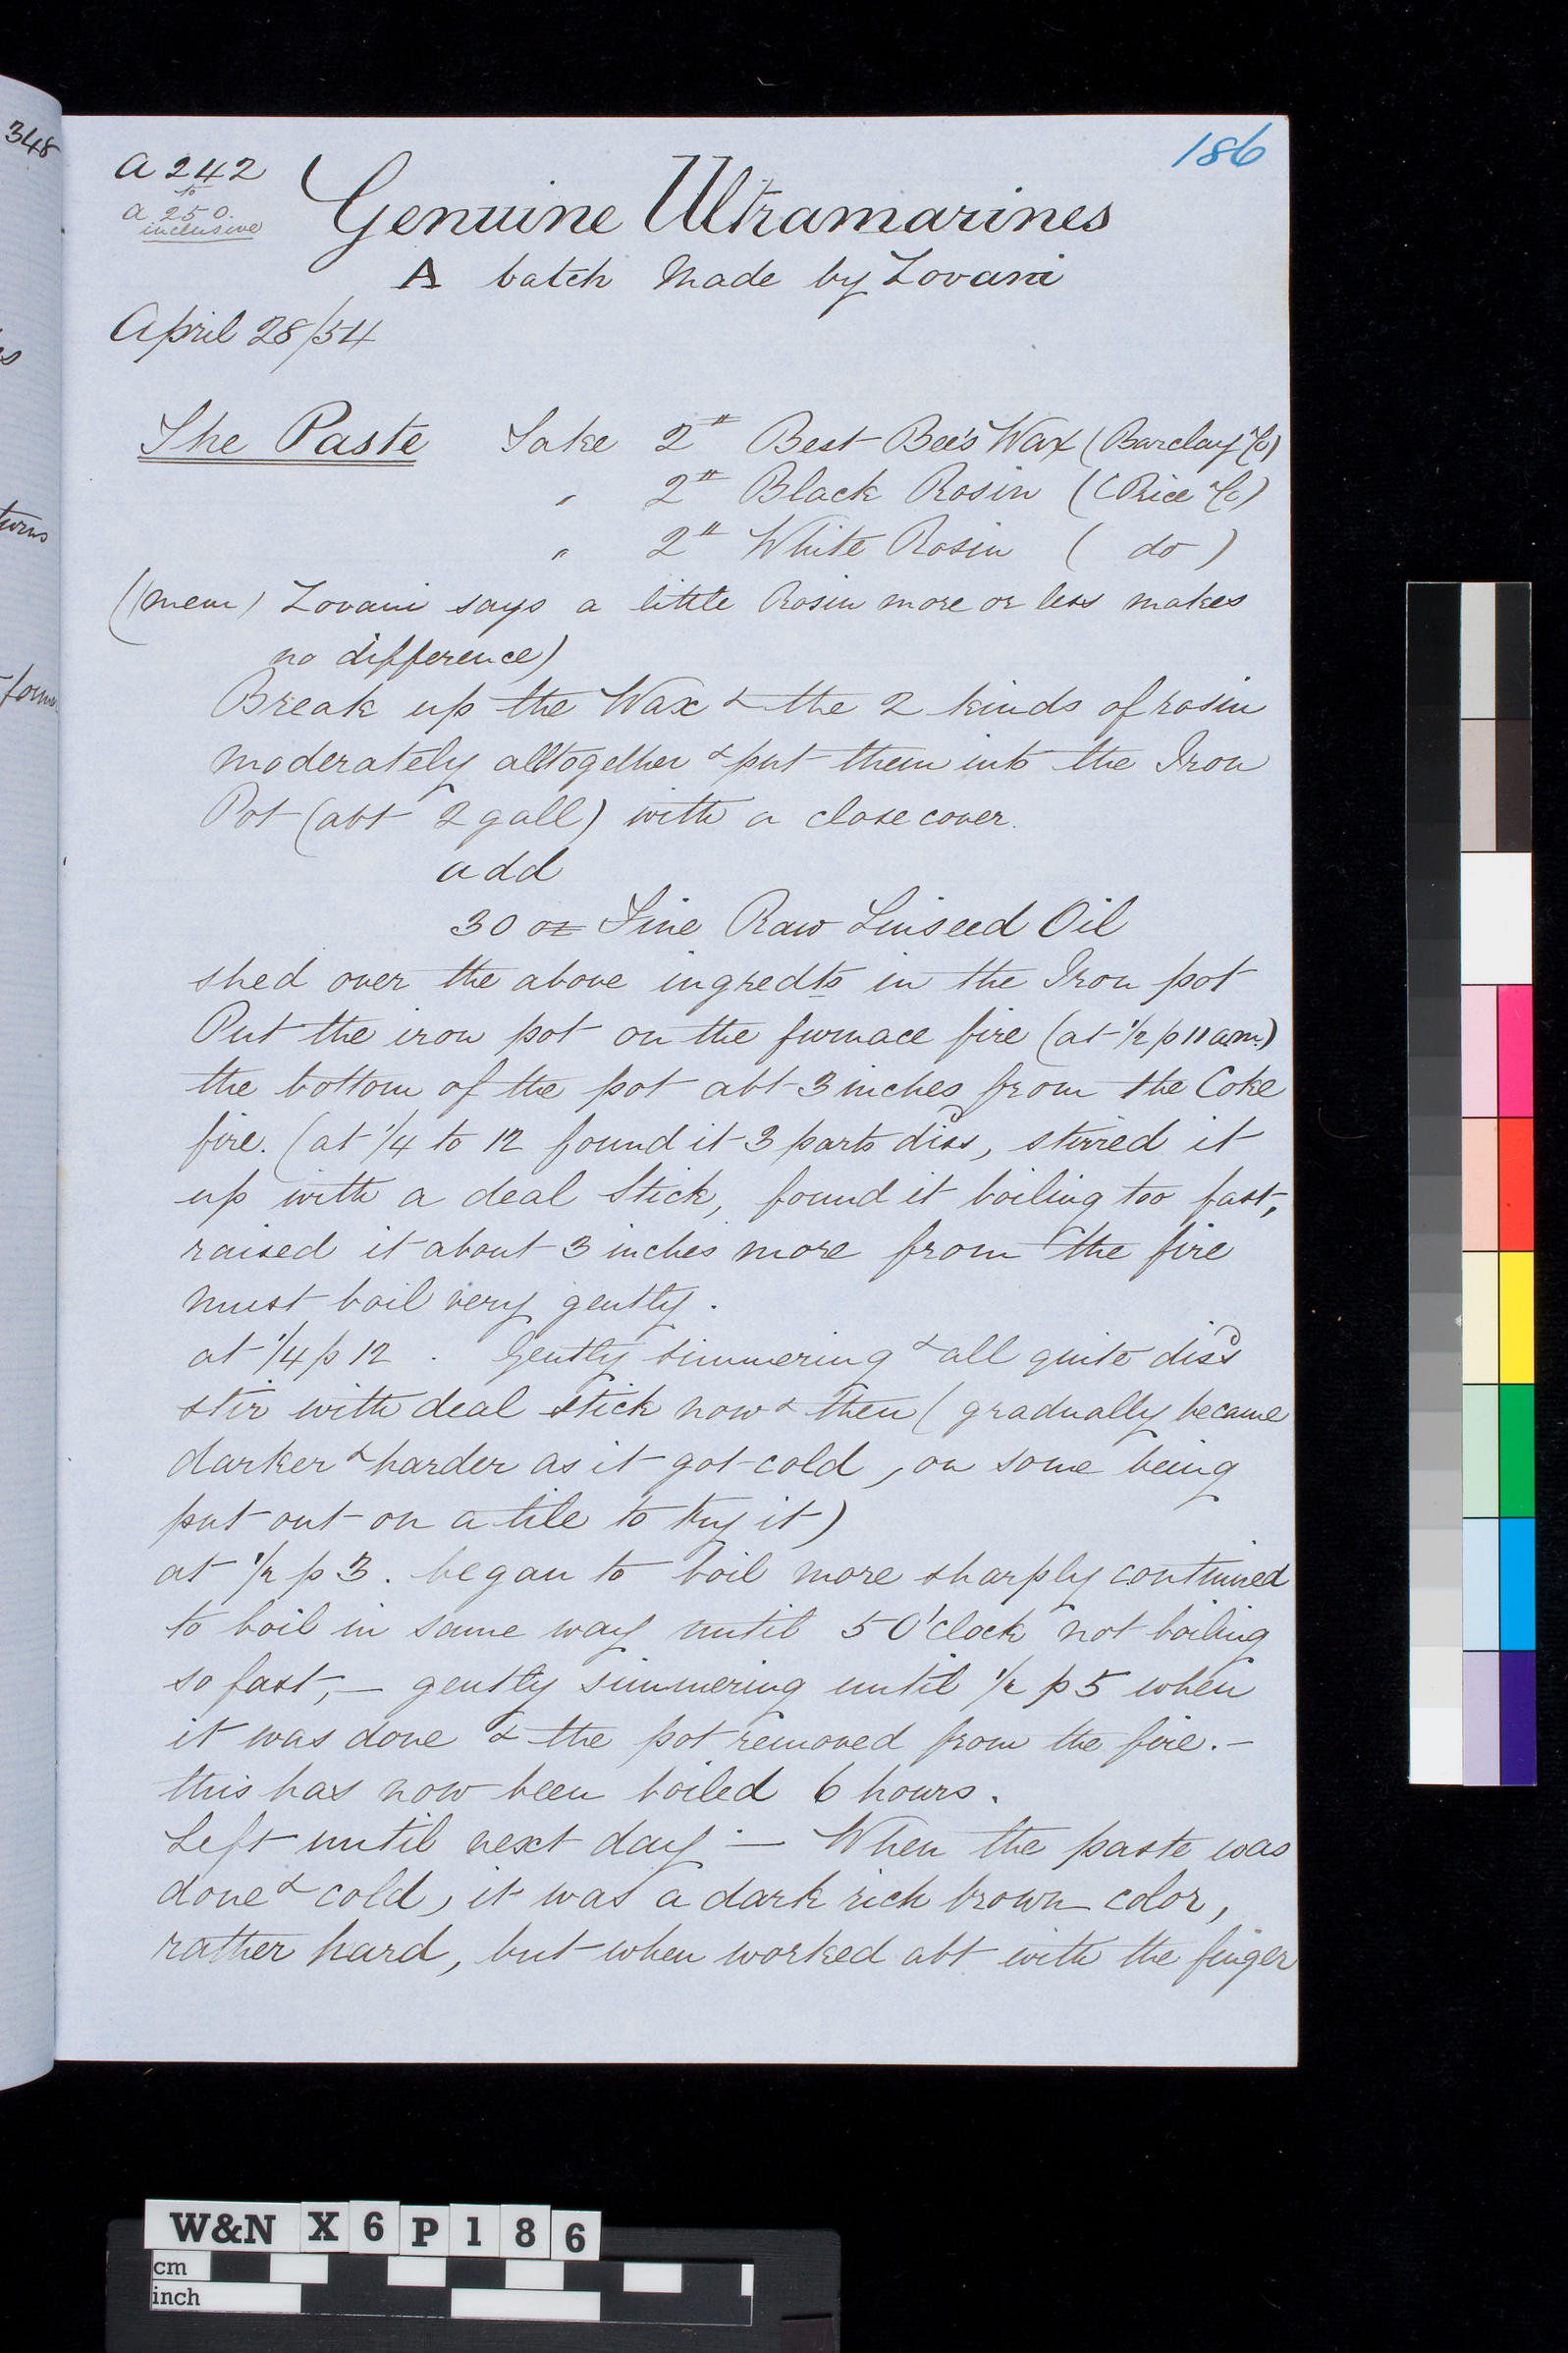 348
186
a 242
to
a 250.
inclusive
Genuine Ultramarines
A batch Made by Zovani
April 28/54
The Paste Take 2 # Best Bee's Wax (Barclay &Co)
" 2 # Black Rosin (Price &Co)
" 2 # White Rosin ( do )
((mem) Zovani says a little Rosin more or less makes
no difference)
Break up the Wax & the 2 kinds of rosin
moderately alltogether & put them into the Iron
Pot (abt 2 gall) with a close cover.
add
30 oz Fine Raw Linseed Oil
shed over the above ingredts in the Iron pot
Put the iron pot on the furnace fire (at 1/2 p 11 a.m.)
the bottom of the pot abt 3 inches from the Coke
fire. (at 1/4 to 12 found it 3 parts dissd, stirred it
up with a deal Stick, found it boiling too fast,
raised it about 3 inches more from the fire
must boil very gently.
at 1/4 p 12 . Gently simmering & all quite dissd
stir with deal stick now & then (gradually became
darker & harder as it got cold, on some being
put out on a tile to try it)
at 1/2 p 3. began to boil more sharply continued
to boil in same way until 5 O'clock not boiling
so fast, — gently simmering until 1/2 p 5 when
it was done & the pot removed from the fire. –
this has now been boiled 6 hours.
Left until next day — When the paste was
done & cold, it was a dark rich brown color,
rather hard, but when worked abt with the finger
W&N X6P186
cm
inch